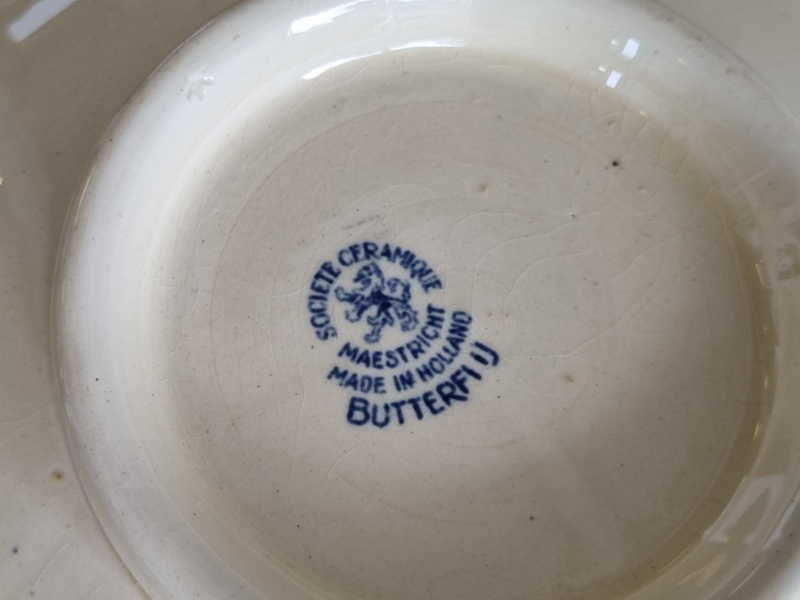 SOCIETE CERAMIQUE
MAESTRICHT
MADE IN HOLLAND
BUTTERFLIJ